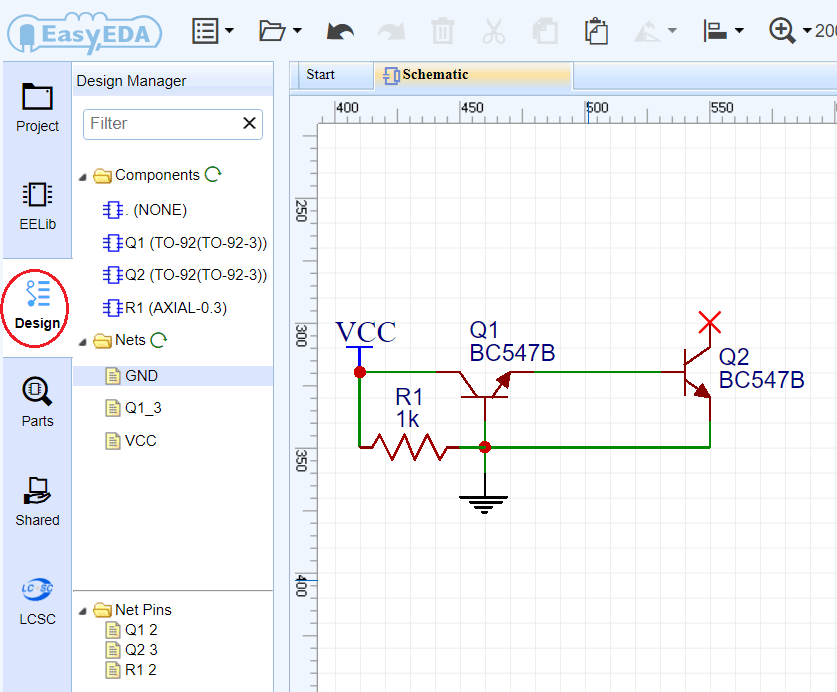 EasyEDA
200
Project
EELib
Design
Parts
Shared
LCSC
LCSC
Design Manager
Filter
Components
. (NONE)
Q1 (TO-92(TO-92-3))
Q2 (TO-92(TO-92-3))
R1 (AXIAL-0.3)
Nets
GND
Q1_3
VCC
Net Pins
Q1 2
Q2 3
R1 2
Start
Schematic
400
450
500
550
250
300
350
400
VCC
Q1
BC547B
Q2
BC547B
R1
1k